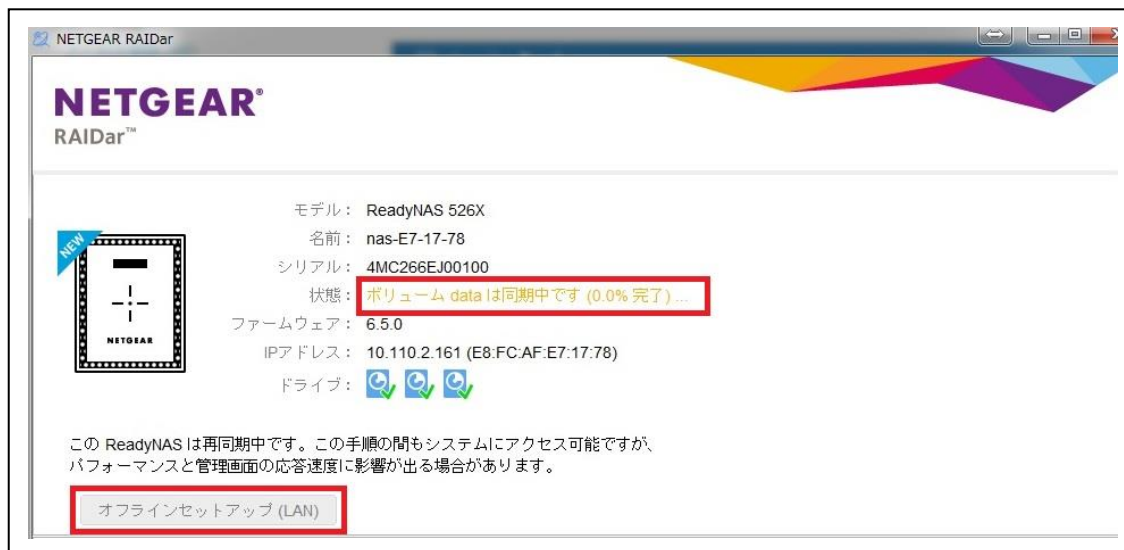 NETGEAR RAIDar
NETGEAR®
RAIDar™
モデル： ReadyNAS 526X
名前： nas-E7-17-78
シリアル： 4MC266EJ00100
状態： ボリューム data は同期中です (0.0% 完了) ...
ファームウェア： 6.5.0
IPアドレス： 10.110.2.161 (E8:FC:AF:E7:17:78)
ドライブ：
NEW
NETGEAR
この ReadyNAS は再同期中です。この手順の間もシステムにアクセス可能ですが、
パフォーマンスと管理画面の応答速度に影響が出る場合があります。
オフラインセットアップ (LAN)